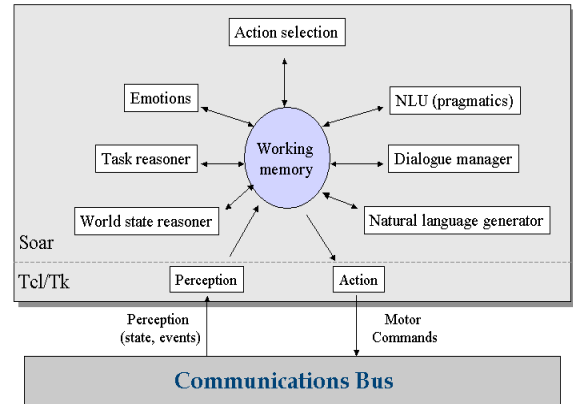 Action selection
Emotions
NLU (pragmatics)
Working
memory
Task reasoner
Dialogue manager
World state reasoner
Natural language generator
Soar
Tcl/Tk
Perception
Action
Perception
(state, events)
Motor
Commands
Communications Bus